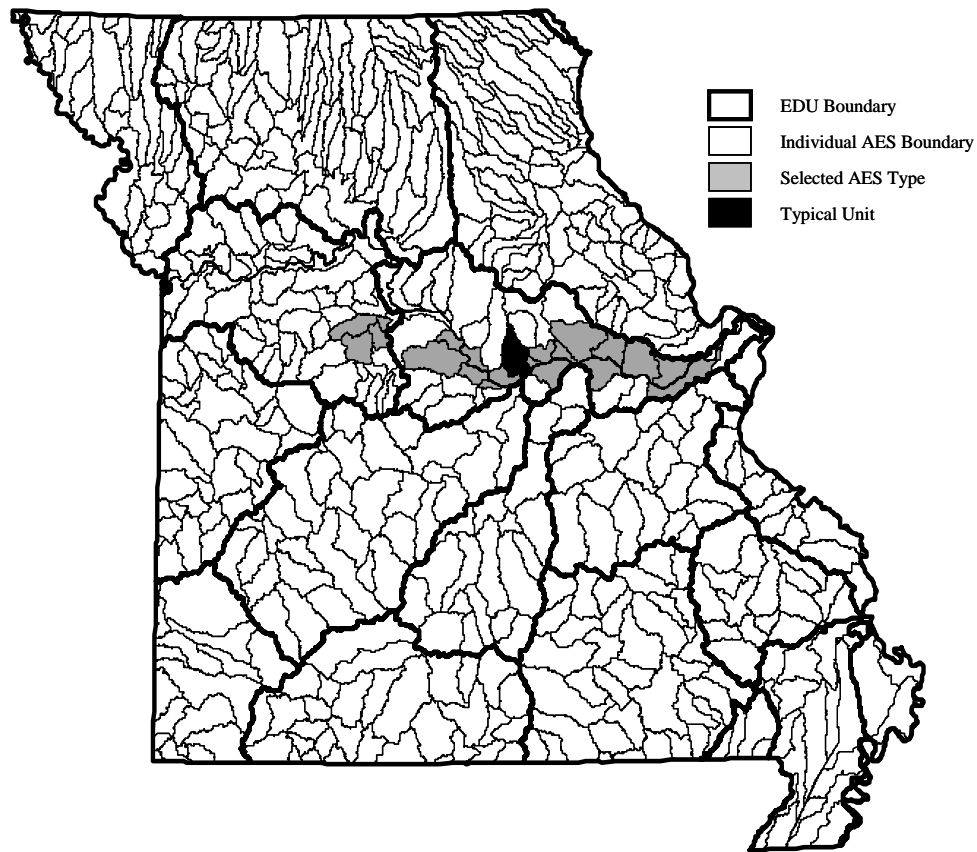 EDU Boundary
Individual AES Boundary
Selected AES Type
Typical Unit